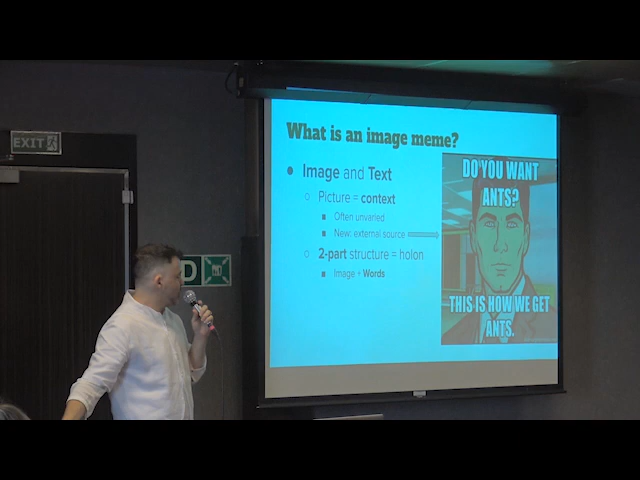 EXIT
What is an image meme?
Image and Text
Picture = context
Often unvaried
New: external source
2-part structure = holon
Image + Words
DO YOU WANT
ANTS?
THIS IS HOW WE GET
ANTS.
D